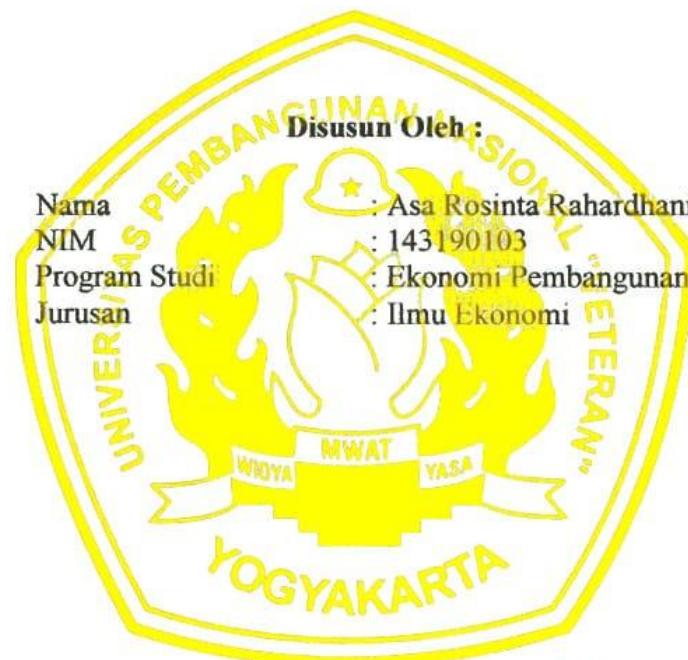 Disusun Oleh :
Nama : Asa Rosinta Rahardhani
NIM : 143190103
Program Studi : Ekonomi Pembangunan
Jurusan : Ilmu Ekonomi
UNIVERSITAS PEMBANGUNAN NASIONAL "VETERAN"
WIDYA MWAT YASA
YOGYAKARTA